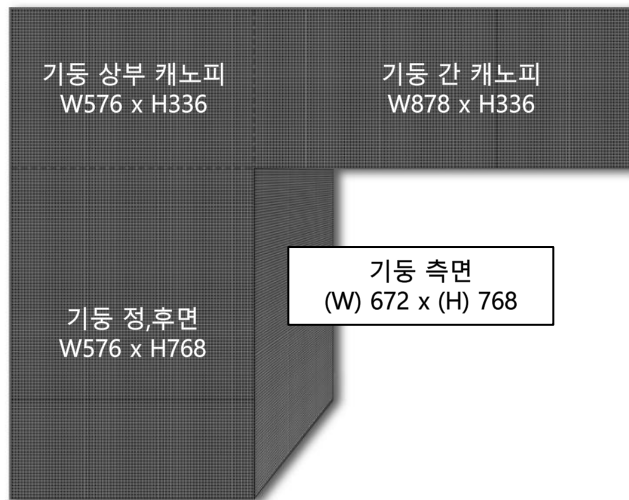 기둥 상부 캐노피
W576 x H336
기둥 간 캐노피
W878 x H336
기둥 측면
(W) 672 x (H) 768
기둥 정,후면
W576 x H768